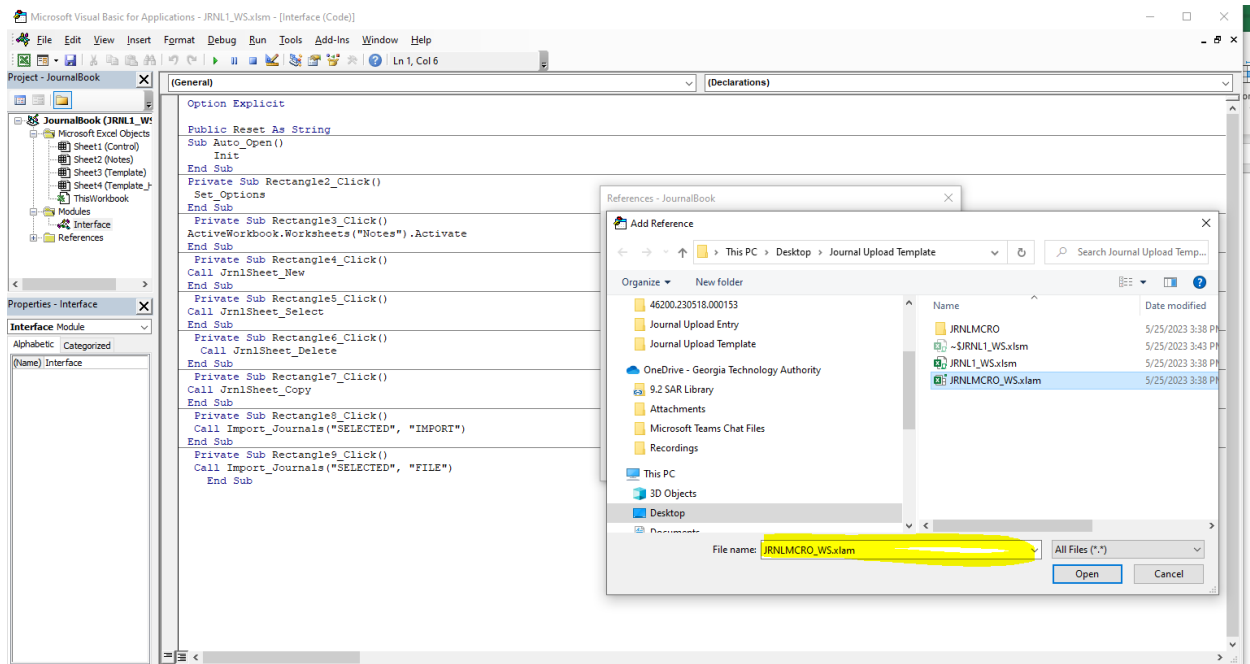 Microsoft Visual Basic for Applications - JRNL1_WS.xlsm - [Interface (Code)]
File Edit View Insert Format Debug Run Tools Add-Ins Window Help
Ln 1, Col 6
Project - JournalBook
JournalBook (JRNL1_WS
Microsoft Excel Objects
Sheet1 (Control)
Sheet2 (Notes)
Sheet3 (Template)
Sheet4 (Template_H
ThisWorkbook
Modules
Interface
References
Properties - Interface
Interface Module
Alphabetic Categorized
(Name) Interface
(General) (Declarations)
Option Explicit
Public Reset As String
Sub Auto_Open()
Init
End Sub
Private Sub Rectangle2_Click()
Set_Options
End Sub
Private Sub Rectangle3_Click()
ActiveWorkbook.Worksheets("Notes").Activate
End Sub
Private Sub Rectangle4_Click()
Call JrnlSheet_New
End Sub
Private Sub Rectangle5_Click()
Call JrnlSheet_Select
End Sub
Private Sub Rectangle6_Click()
Call JrnlSheet_Delete
End Sub
Private Sub Rectangle7_Click()
Call JrnlSheet_Copy
End Sub
Private Sub Rectangle8_Click()
Call Import_Journals("SELECTED", "IMPORT")
End Sub
Private Sub Rectangle9_Click()
Call Import_Journals("SELECTED", "FILE")
End Sub
References - JournalBook
Add Reference
This PC > Desktop > Journal Upload Template
Search Journal Upload Temp...
Organize New folder
46200.230518.000153
Journal Upload Entry
Journal Upload Template
OneDrive - Georgia Technology Authority
9.2 SAR Library
Attachments
Microsoft Teams Chat Files
Recordings
This PC
3D Objects
Desktop
Documents
Name Date modified
JRNLMCRO 5/25/2023 3:38 PM
~$JRNL1_WS.xlsm 5/25/2023 3:43 PM
JRNL1_WS.xlsm 5/25/2023 3:38 PM
JRNLMCRO_WS.xlam 5/25/2023 3:38 PM
File name: JRNLMCRO_WS.xlam All Files (*.*)
Open Cancel